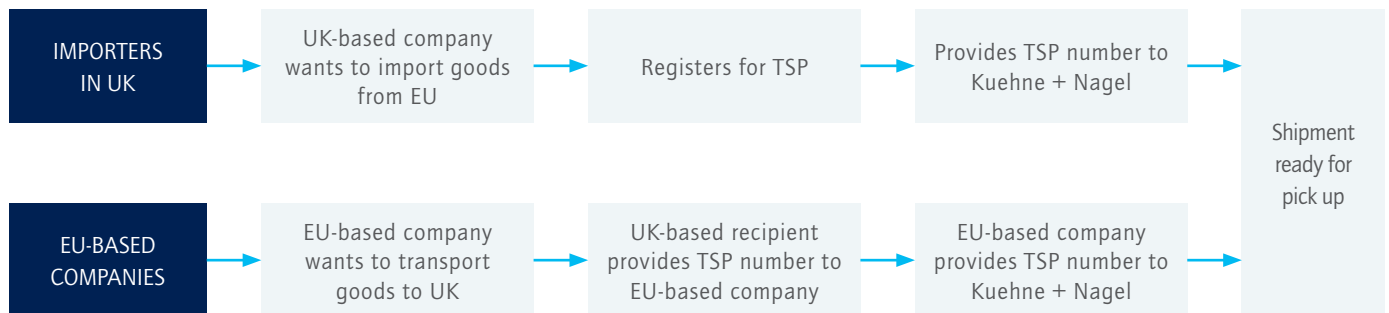 IMPORTERS
IN UK
UK-based company
wants to import goods
from EU
Registers for TSP
Provides TSP number to
Kuehne + Nagel
Shipment
ready for
pick up
EU-BASED
COMPANIES
EU-based company
wants to transport
goods to UK
UK-based recipient
provides TSP number to
EU-based company
EU-based company
provides TSP number to
Kuehne + Nagel